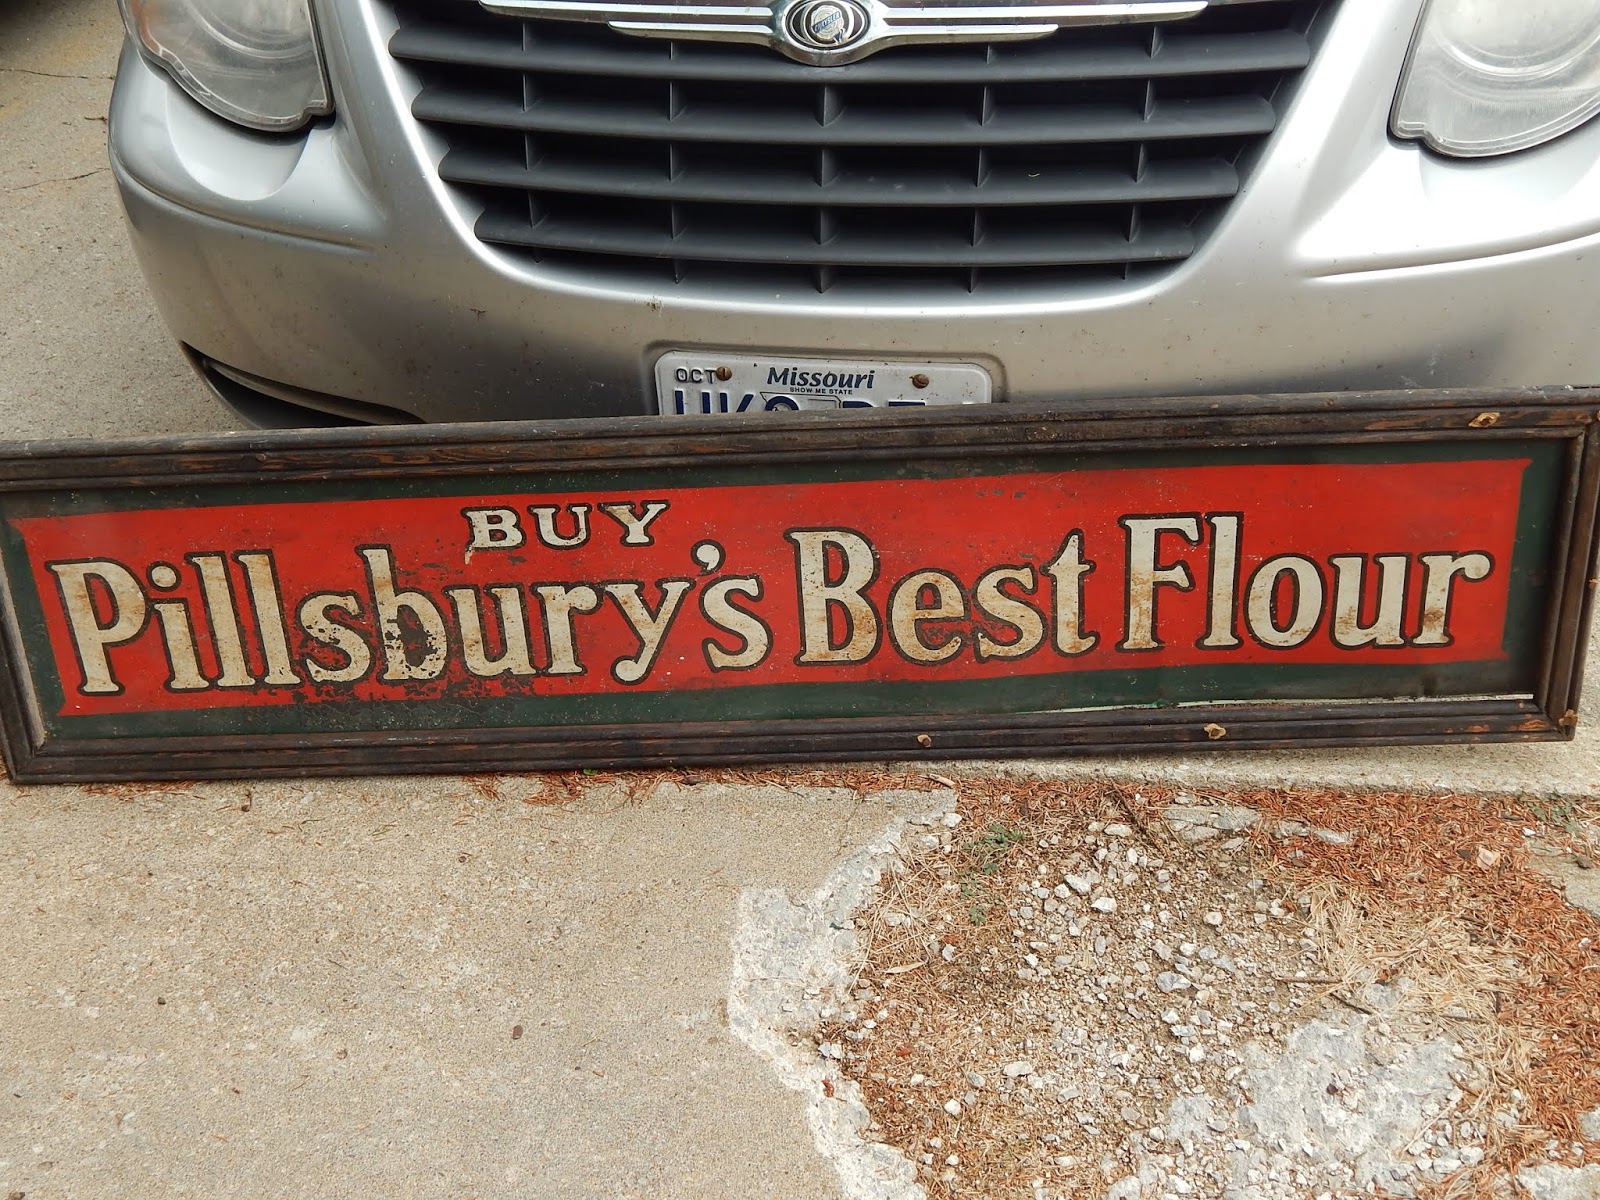 OCT Missouri
SHOW ME STATE
BUY
Pillsbury's Best Flour